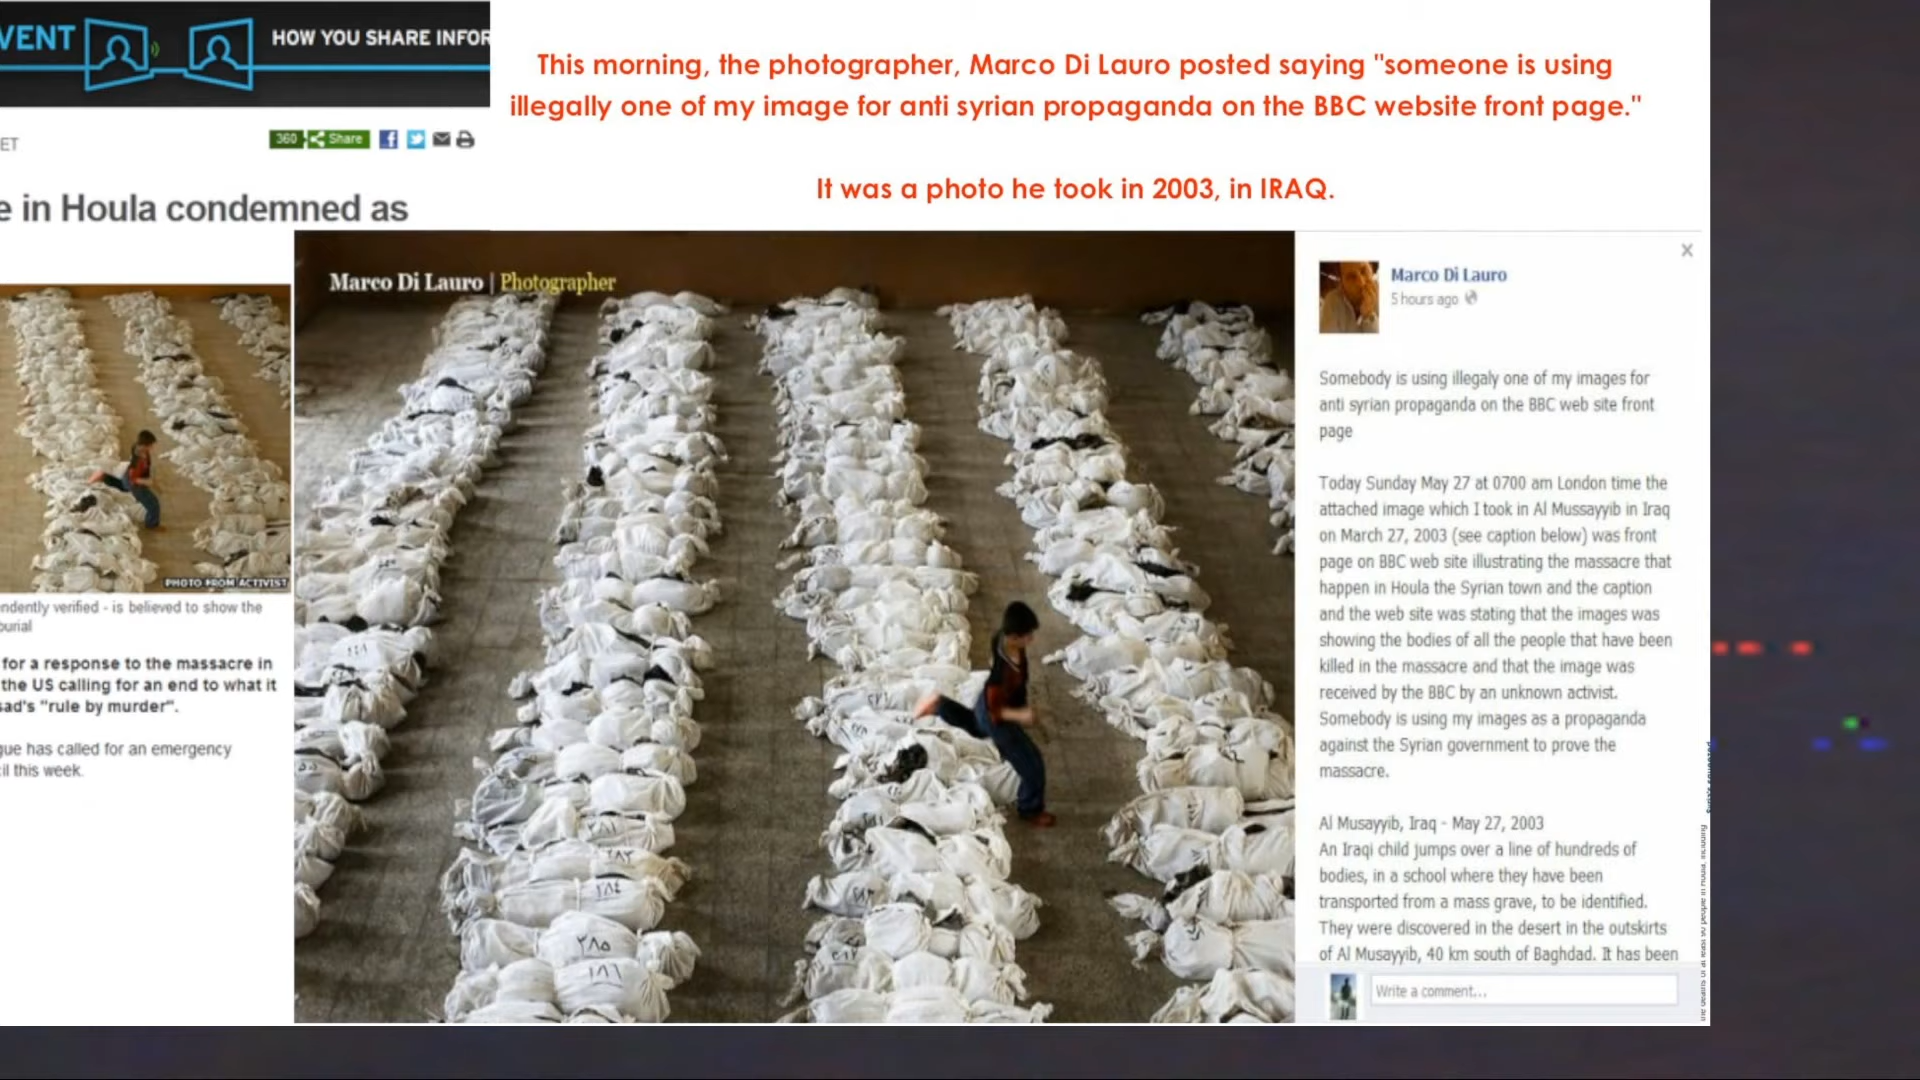 VENT
HOW YOU SHARE INFOR
ET
360 Share
e in Houla condemned as
PHOTO FROM ACTIVIST
ndently verified - is believed to show the
burial
for a response to the massacre in
the US calling for an end to what it
sad's "rule by murder".
gue has called for an emergency
cil this week.
This morning, the photographer, Marco Di Lauro posted saying "someone is using
illegally one of my image for anti syrian propaganda on the BBC website front page."
It was a photo he took in 2003, in IRAQ.
Marco Di Lauro | Photographer
٢٨١
٢٨٣
٢٨٤
٢٨٥
٢٨٦
Marco Di Lauro
5 hours ago
Somebody is using illegaly one of my images for
anti syrian propaganda on the BBC web site front
page
Today Sunday May 27 at 0700 am London time the
attached image which I took in Al Mussayyib in Iraq
on March 27, 2003 (see caption below) was front
page on BBC web site illustrating the massacre that
happen in Houla the Syrian town and the caption
and the web site was stating that the images was
showing the bodies of all the people that have been
killed in the massacre and that the image was
received by the BBC by an unknown activist.
Somebody is using my images as a propaganda
against the Syrian government to prove the
massacre.
Al Musayyib, Iraq - May 27, 2003
An Iraqi child jumps over a line of hundreds of
bodies, in a school where they have been
transported from a mass grave, to be identified.
They were discovered in the desert in the outskirts
of Al Musayyib, 40 km south of Baghdad. It has been
Write a comment...